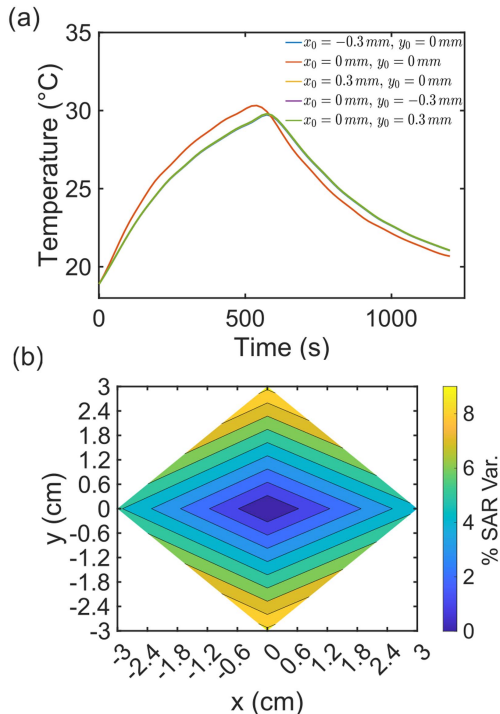 (a)
35
30
25
20
Temperature (°C)
x₀ = −0.3 mm, y₀ = 0 mm
x₀ = 0 mm, y₀ = 0 mm
x₀ = 0.3 mm, y₀ = 0 mm
x₀ = 0 mm, y₀ = −0.3 mm
x₀ = 0 mm, y₀ = 0.3 mm
0 500 1000
Time (s)
(b)
3
2.4
1.8
1.2
0.6
0
-0.6
-1.2
-1.8
-2.4
-3
y (cm)
-3 -2.4 -1.8 -1.2 -0.6 0 0.6 1.2 1.8 2.4 3
x (cm)
8
6
4
2
0
% SAR Var.